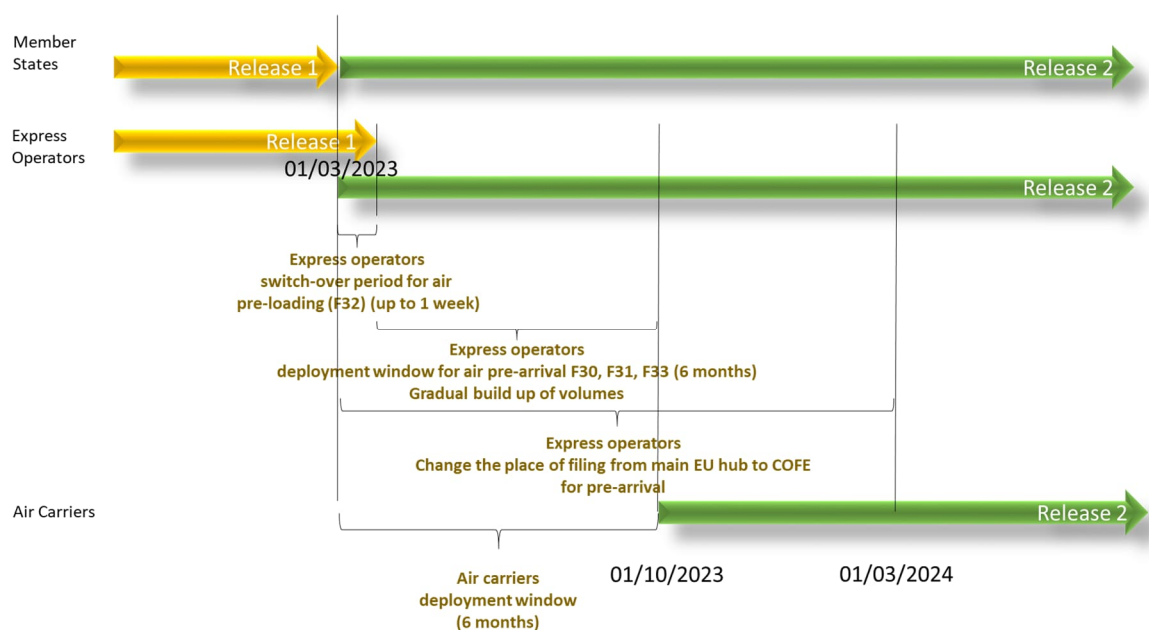 Member
States
Release 1
Release 2
Express
Operators
Release 1
01/03/2023
Release 2
Express operators
switch-over period for air
pre-loading (F32) (up to 1 week)
Express operators
deployment window for air pre-arrival F30, F31, F33 (6 months)
Gradual build up of volumes
Express operators
Change the place of filing from main EU hub to COFE
for pre-arrival
Air Carriers
Release 2
Air carriers
deployment window
(6 months)
01/10/2023
01/03/2024